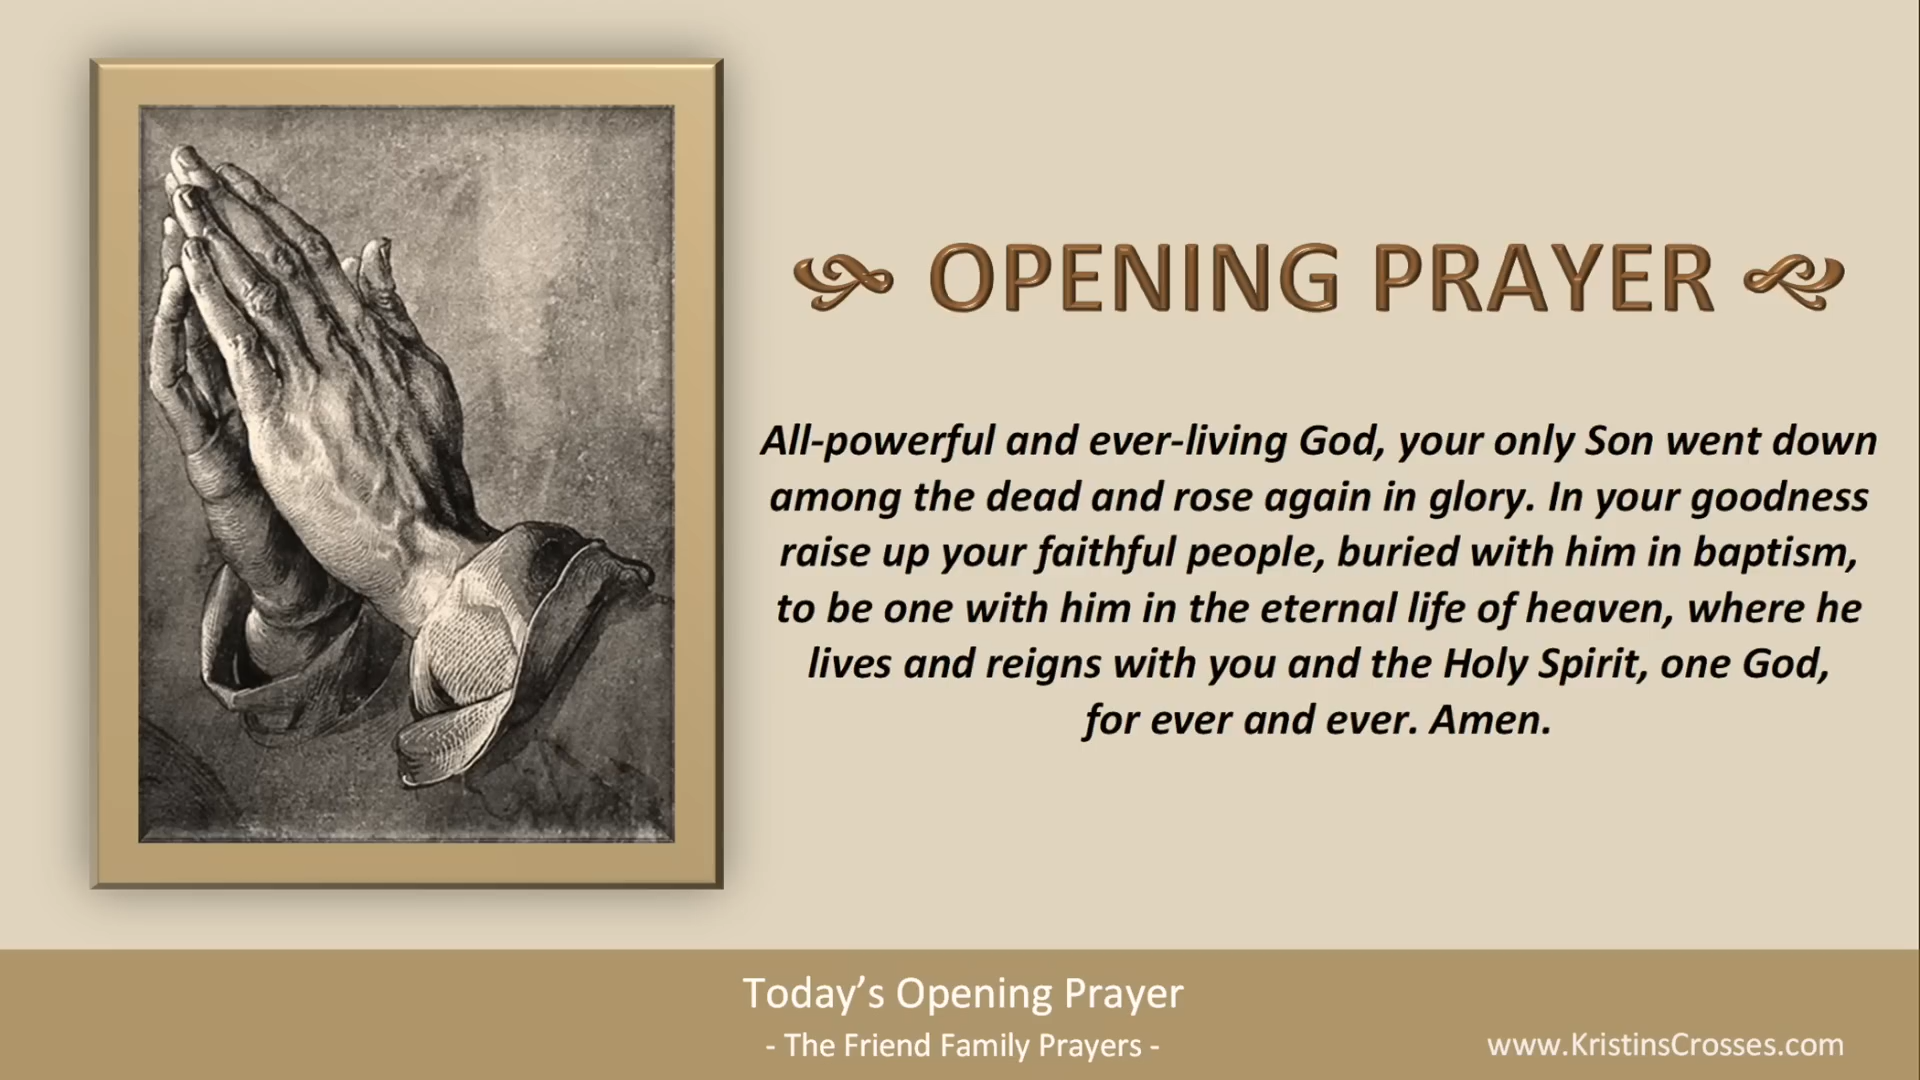 OPENING PRAYER
All-powerful and ever-living God, your only Son went down
among the dead and rose again in glory. In your goodness
raise up your faithful people, buried with him in baptism,
to be one with him in the eternal life of heaven, where he
lives and reigns with you and the Holy Spirit, one God,
for ever and ever. Amen.
Today’s Opening Prayer
- The Friend Family Prayers -
www.KristinsCrosses.com